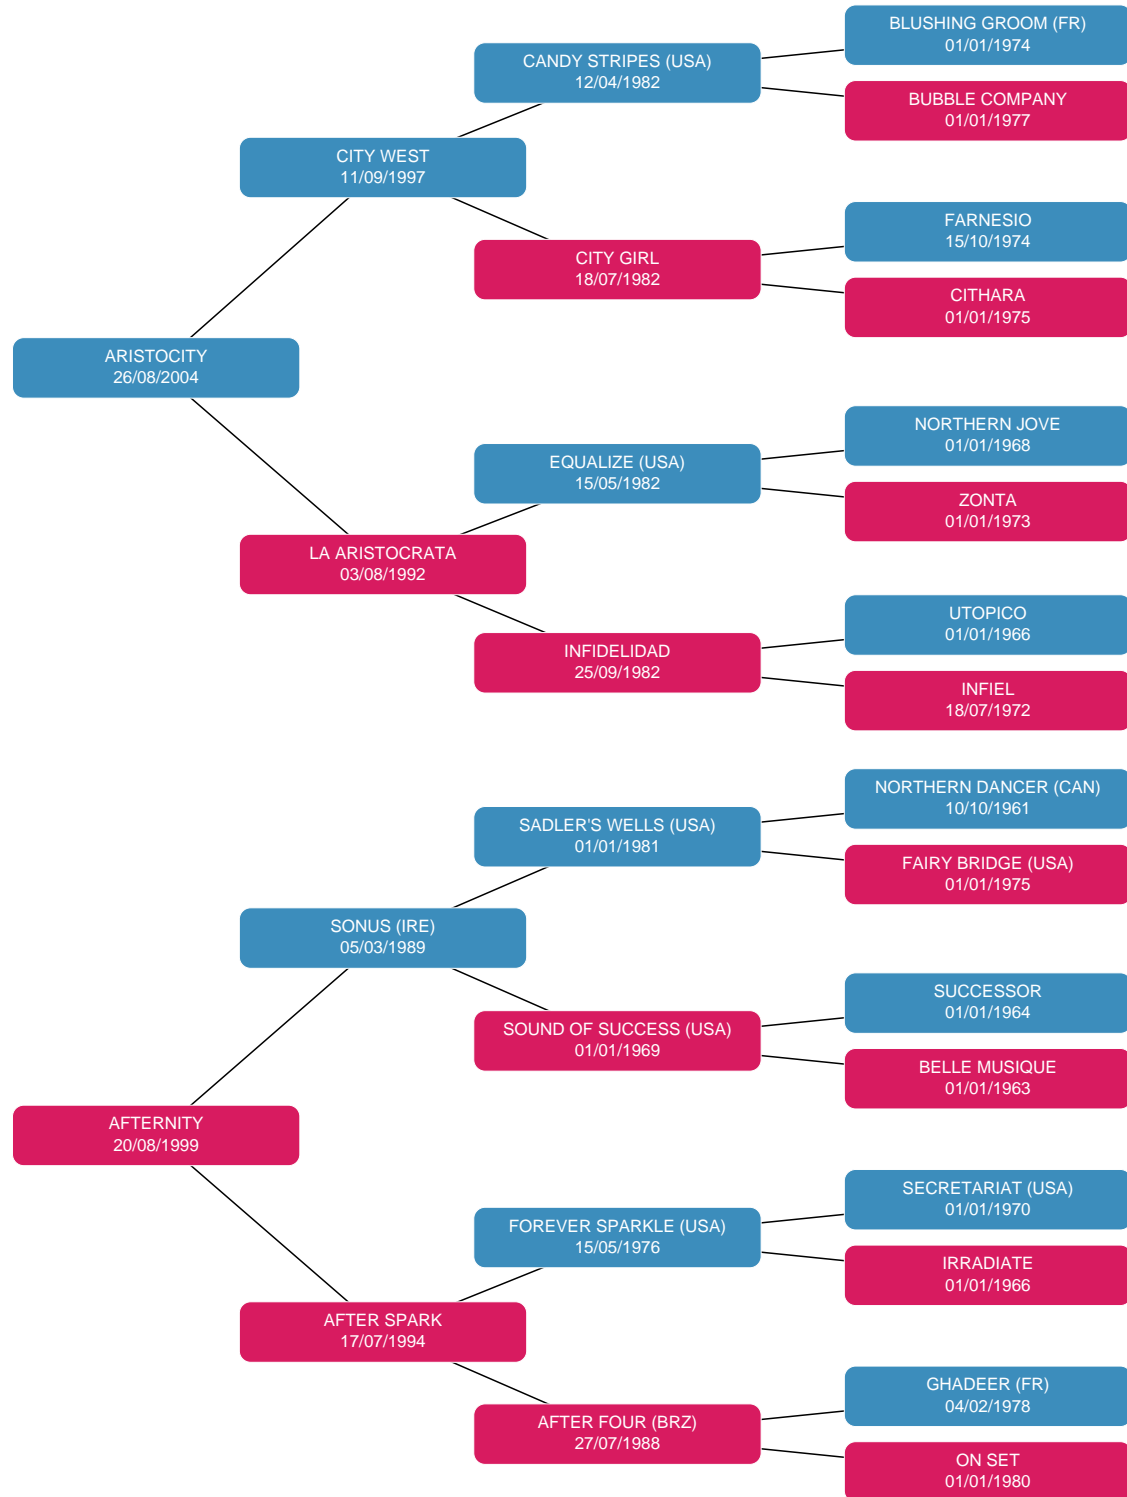 BLUSHING GROOM (FR)
01/01/1974
CANDY STRIPES (USA)
12/04/1982
BUBBLE COMPANY
01/01/1977
CITY WEST
11/09/1997
FARNESIO
15/10/1974
CITY GIRL
18/07/1982
CITHARA
01/01/1975
ARISTOCITY
26/08/2004
NORTHERN JOVE
01/01/1968
EQUALIZE (USA)
15/05/1982
ZONTA
01/01/1973
LA ARISTOCRATA
03/08/1992
UTOPICO
01/01/1966
INFIDELIDAD
25/09/1982
INFIEL
18/07/1972
NORTHERN DANCER (CAN)
10/10/1961
SADLER'S WELLS (USA)
01/01/1981
FAIRY BRIDGE (USA)
01/01/1975
SONUS (IRE)
05/03/1989
SUCCESSOR
01/01/1964
SOUND OF SUCCESS (USA)
01/01/1969
BELLE MUSIQUE
01/01/1963
AFTERNITY
20/08/1999
SECRETARIAT (USA)
01/01/1970
FOREVER SPARKLE (USA)
15/05/1976
IRRADIATE
01/01/1966
AFTER SPARK
17/07/1994
GHADEER (FR)
04/02/1978
AFTER FOUR (BRZ)
27/07/1988
ON SET
01/01/1980